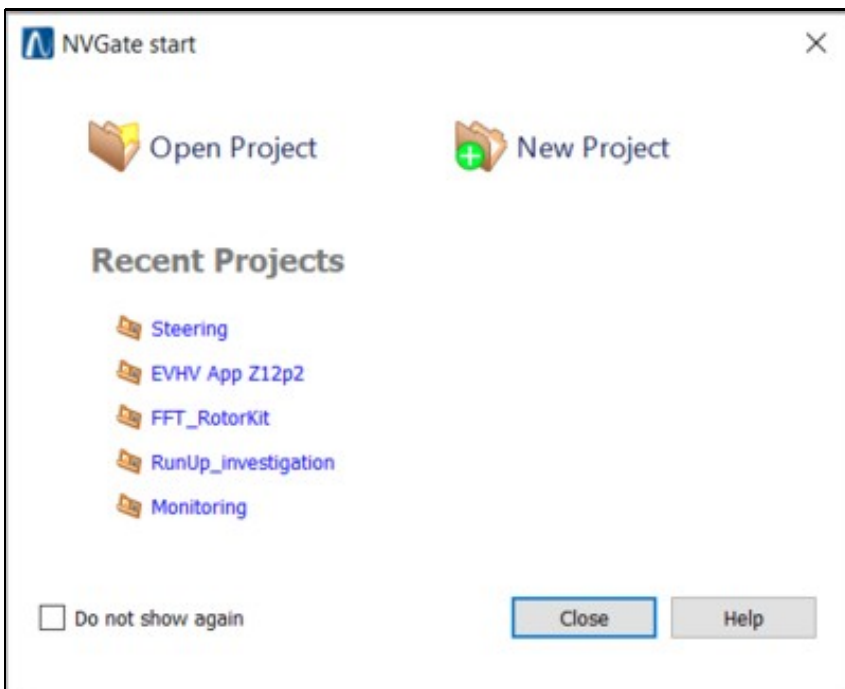 NVGate start
Open Project
New Project
Recent Projects
Steering
EVHV App Z12p2
FFT_RotorKit
RunUp_investigation
Monitoring
Do not show again
Close
Help